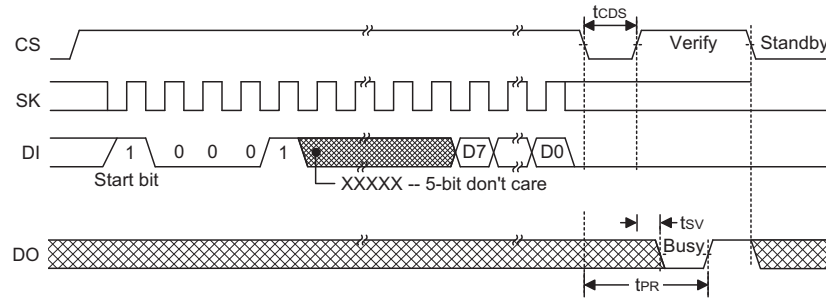 tCDS
CS
Verify
Standby
SK
DI
1
0
0
0
1
D7
D0
Start bit
XXXXX -- 5-bit don't care
tSV
DO
Busy
tPR